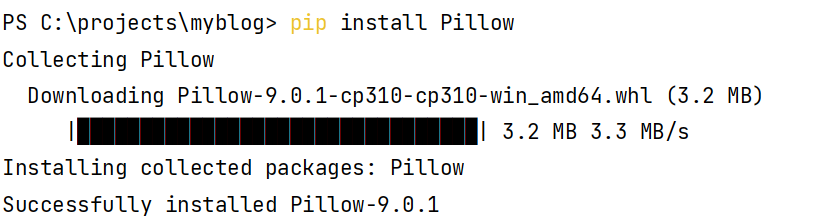 PS C:\projects\myblog> pip install Pillow
Collecting Pillow
  Downloading Pillow-9.0.1-cp310-cp310-win_amd64.whl (3.2 MB)
     |████████████████████████████████| 3.2 MB 3.3 MB/s
Installing collected packages: Pillow
Successfully installed Pillow-9.0.1